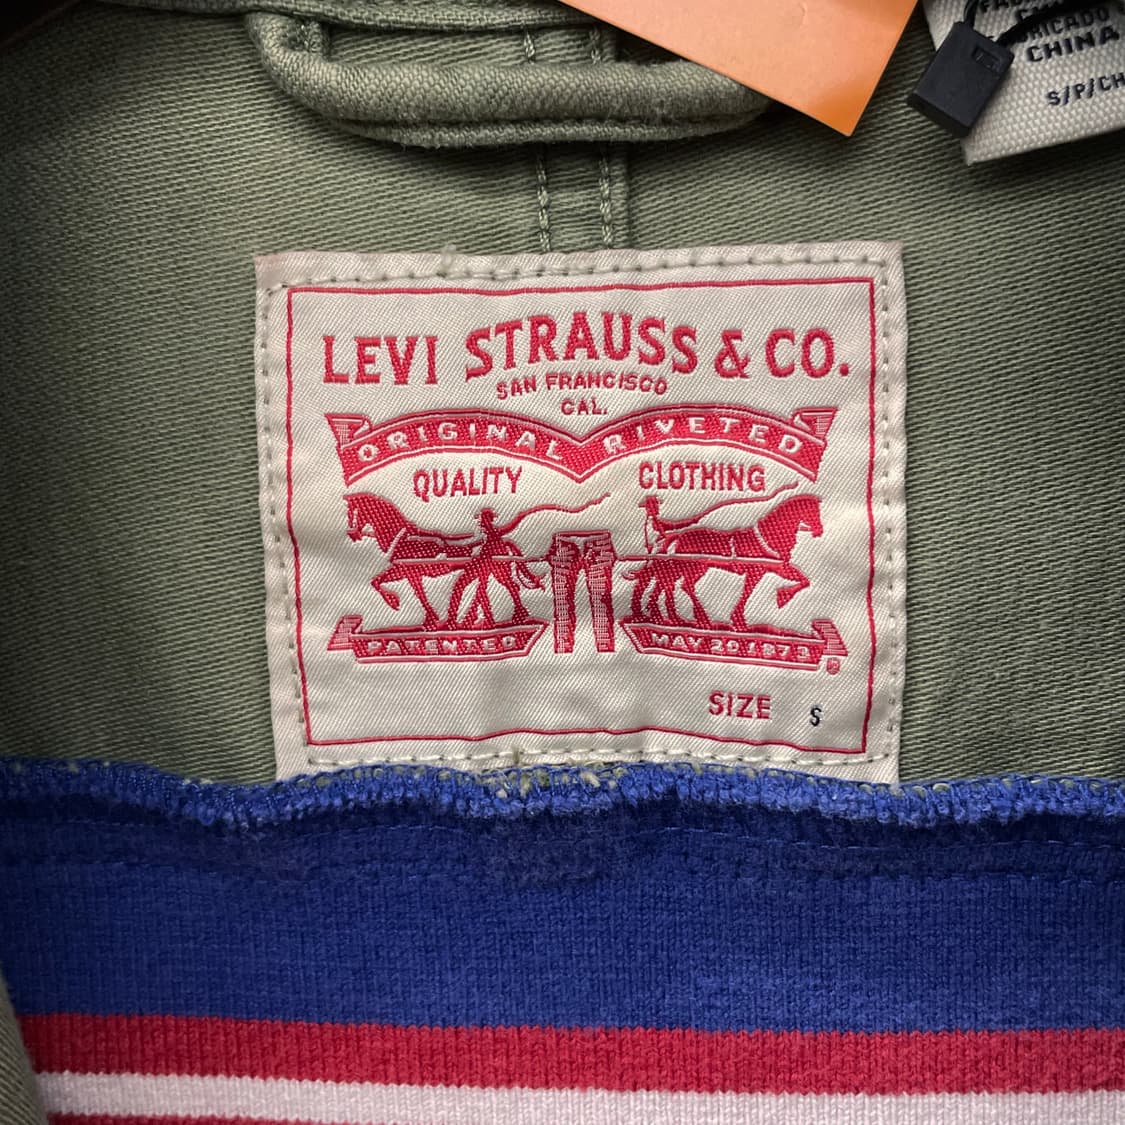 CHINA
S/P/CH
LEVI STRAUSS & CO.
SAN FRANCISCO
CAL.
ORIGINAL RIVETED
QUALITY CLOTHING
PATENTED MAY 20 1873
®
SIZE S